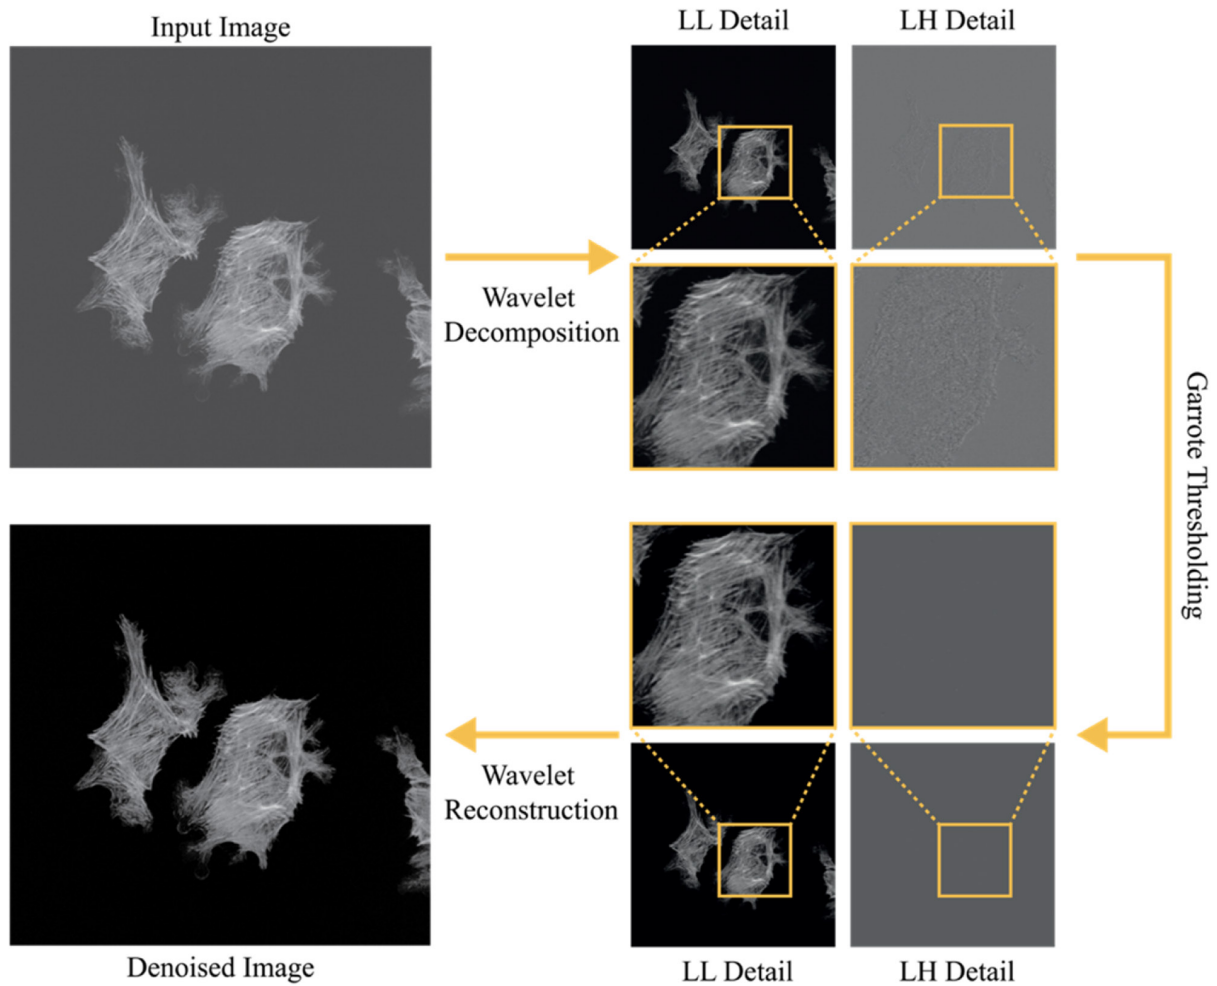 Input Image
LL Detail
LH Detail
Wavelet
Decomposition
Garrote Thresholding
Wavelet
Reconstruction
Denoised Image
LL Detail
LH Detail